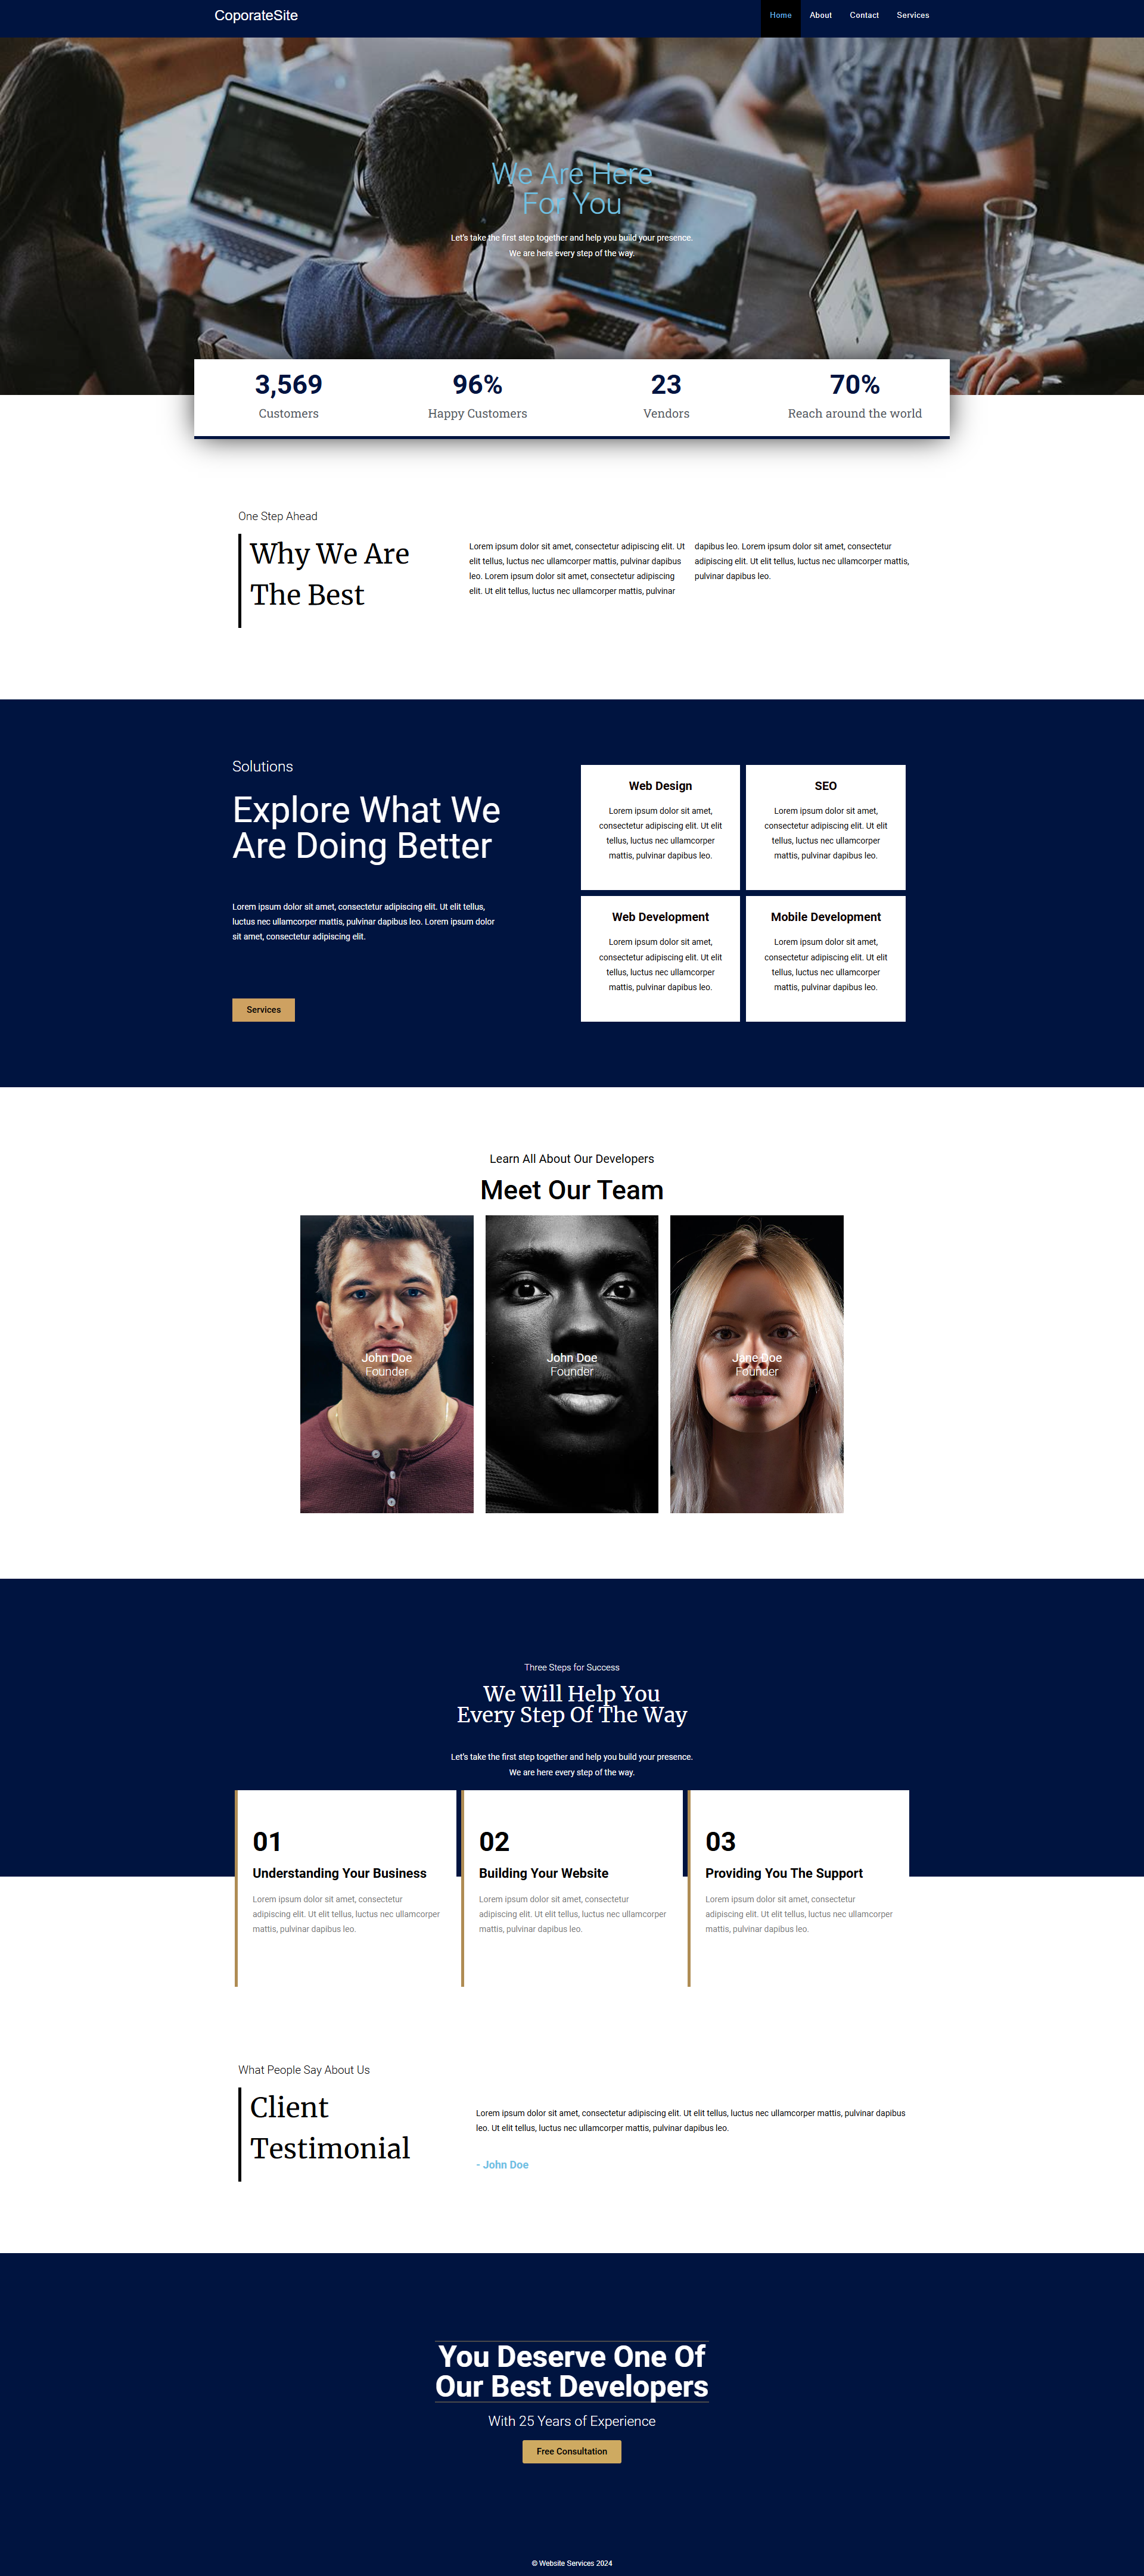 CoporateSite
Home
About
Contact
Services
We Are Here
For You
Let's take the first step together and help you build your presence.
We are here every step of the way.
3,569
Customers
96%
Happy Customers
23
Vendors
70%
Reach around the world
One Step Ahead
Why We Are
The Best
Lorem ipsum dolor sit amet, consectetur adipiscing elit. Ut
elit tellus, luctus nec ullamcorper mattis, pulvinar dapibus
leo. Lorem ipsum dolor sit amet, consectetur adipiscing
elit. Ut elit tellus, luctus nec ullamcorper mattis, pulvinar
dapibus leo. Lorem ipsum dolor sit amet, consectetur
adipiscing elit. Ut elit tellus, luctus nec ullamcorper mattis,
pulvinar dapibus leo.
Solutions
Explore What We
Are Doing Better
Lorem ipsum dolor sit amet, consectetur adipiscing elit. Ut elit tellus,
luctus nec ullamcorper mattis, pulvinar dapibus leo. Lorem ipsum dolor
sit amet, consectetur adipiscing elit.
Services
Web Design
Lorem ipsum dolor sit amet,
consectetur adipiscing elit. Ut elit
tellus, luctus nec ullamcorper
mattis, pulvinar dapibus leo.
SEO
Lorem ipsum dolor sit amet,
consectetur adipiscing elit. Ut elit
tellus, luctus nec ullamcorper
mattis, pulvinar dapibus leo.
Web Development
Lorem ipsum dolor sit amet,
consectetur adipiscing elit. Ut elit
tellus, luctus nec ullamcorper
mattis, pulvinar dapibus leo.
Mobile Development
Lorem ipsum dolor sit amet,
consectetur adipiscing elit. Ut elit
tellus, luctus nec ullamcorper
mattis, pulvinar dapibus leo.
Learn All About Our Developers
Meet Our Team
John Doe
Founder
John Doe
Founder
Jane Doe
Founder
Three Steps for Success
We Will Help You
Every Step Of The Way
Let's take the first step together and help you build your presence.
We are here every step of the way.
01
Understanding Your Business
Lorem ipsum dolor sit amet, consectetur
adipiscing elit. Ut elit tellus, luctus nec ullamcorper
mattis, pulvinar dapibus leo.
02
Building Your Website
Lorem ipsum dolor sit amet, consectetur
adipiscing elit. Ut elit tellus, luctus nec ullamcorper
mattis, pulvinar dapibus leo.
03
Providing You The Support
Lorem ipsum dolor sit amet, consectetur
adipiscing elit. Ut elit tellus, luctus nec ullamcorper
mattis, pulvinar dapibus leo.
What People Say About Us
Client
Testimonial
Lorem ipsum dolor sit amet, consectetur adipiscing elit. Ut elit tellus, luctus nec ullamcorper mattis, pulvinar dapibus
leo. Ut elit tellus, luctus nec ullamcorper mattis, pulvinar dapibus leo.
- John Doe
You Deserve One Of
Our Best Developers
With 25 Years of Experience
Free Consultation
© Website Services 2024